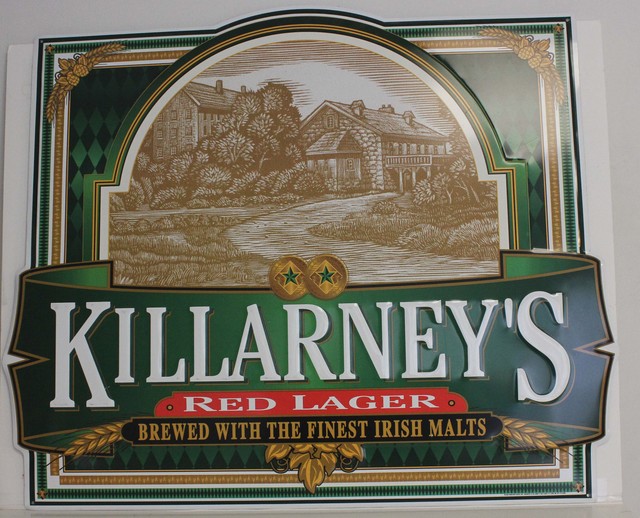 KILLARNEY'S
RED LAGER
BREWED WITH THE FINEST IRISH MALTS